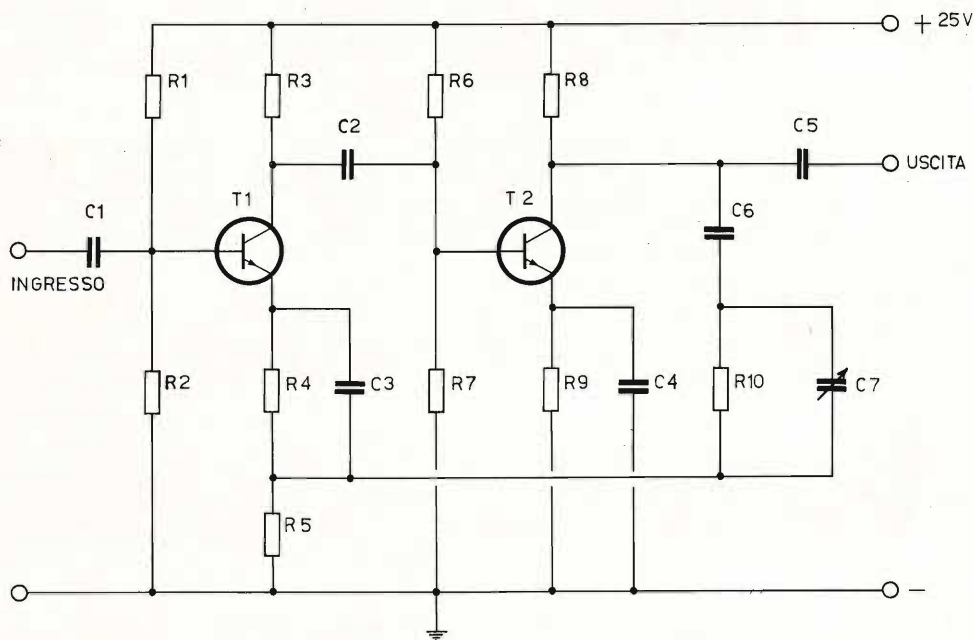 + 25V
R1
R3
R6
R8
C2
C5
USCITA
T1
T2
C6
C1
INGRESSO
R2
R4
C3
R7
R9
C4
R10
C7
R5
-